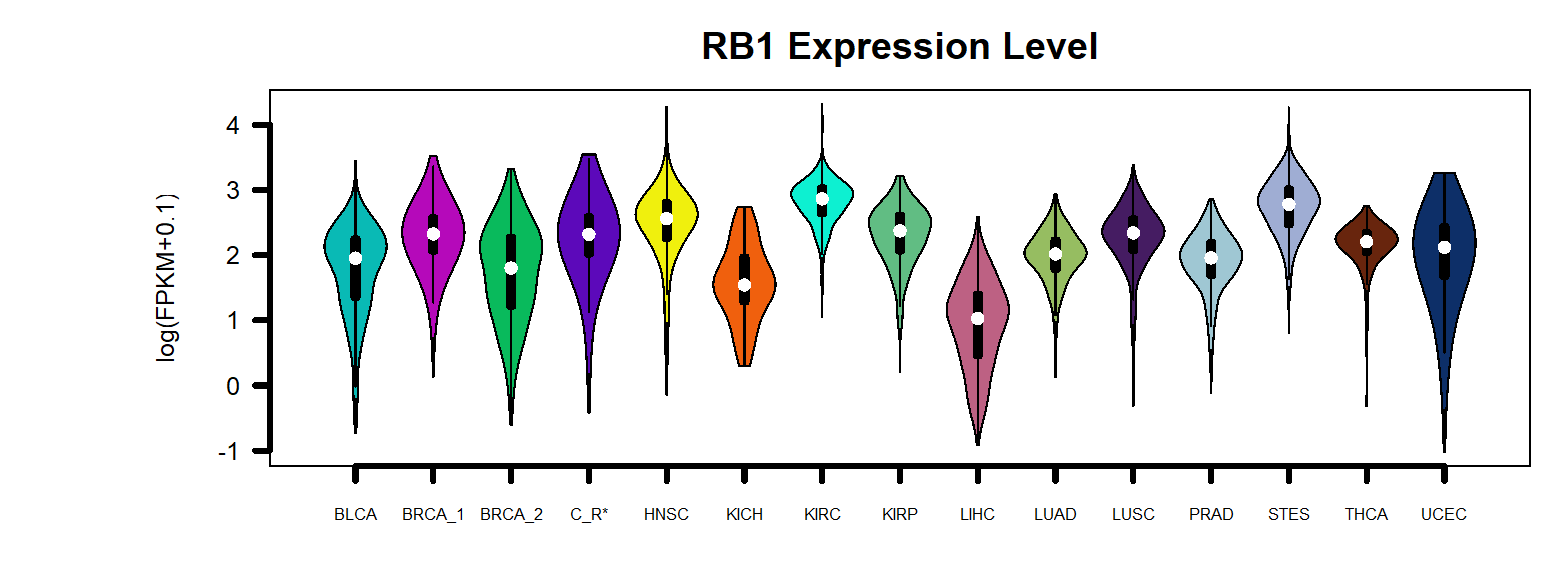 RB1 Expression Level
log(FPKM+0.1)
4
3
2
1
0
-1
BLCA BRCA_1 BRCA_2 C_R* HNSC KICH KIRC KIRP LIHC LUAD LUSC PRAD STES THCA UCEC